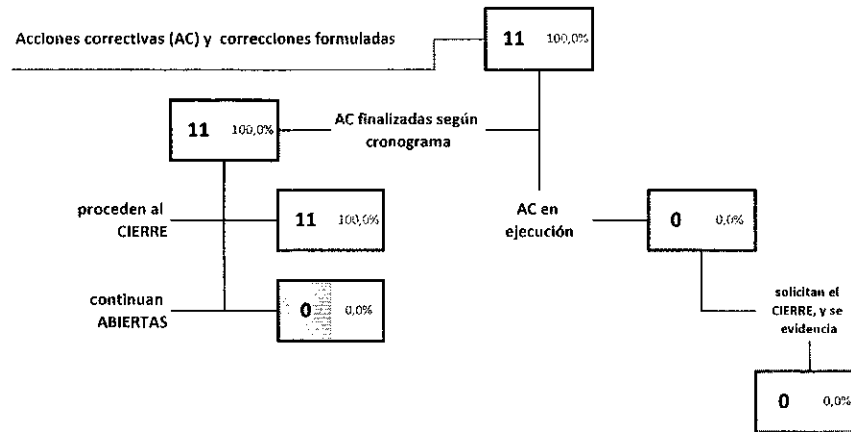 Acciones correctivas (AC) y correcciones formuladas
11 100,0%
11 100,0%
AC finalizadas según
cronograma
proceden al
CIERRE
11 100,0%
AC en
ejecución
0 0,0%
continuan
ABIERTAS
0 0,0%
solicitan el
CIERRE, y se
evidencia
0 0,0%